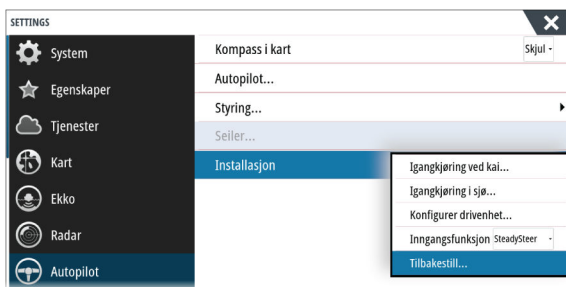 SETTINGS
System
Egenskaper
Tjenester
Kart
Ekko
Radar
Autopilot
Kompass i kart Skjul
Autopilot...
Styring...
Seiler...
Installasjon
Igangkjøring ved kai...
Igangkjøring i sjø...
Konfigurer drivenhet...
Inngangsfunksjon SteadySteer
Tilbakestill...